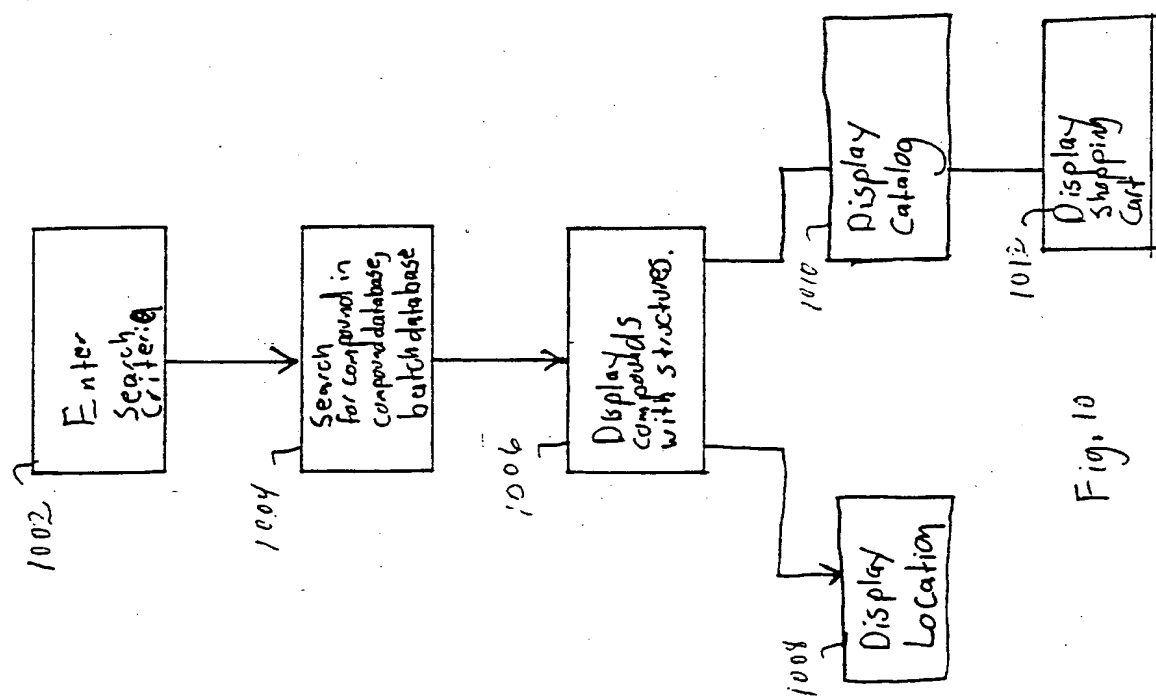 1002
Enter
Search
Criteria
1004
Search
for compound in
compound database,
batch database
1006
Display
compounds
with structures.
1008
Display
Location
1010
Display
Catalog
1012
Display
Shopping
Cart
Fig. 10